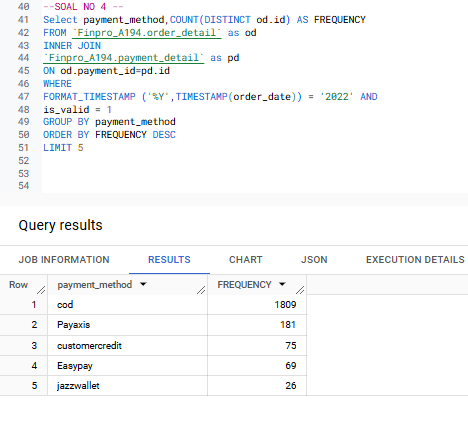 40 --SOAL NO 4 --
41 Select payment_method,COUNT(DISTINCT od.id) AS FREQUENCY
42 FROM `Finpro_A194.order_detail` as od
43 INNER JOIN
44 `Finpro_A194.payment_detail` as pd
45 ON od.payment_id=pd.id
46 WHERE
47 FORMAT_TIMESTAMP ('%Y',TIMESTAMP(order_date)) = '2022' AND
48 is_valid = 1
49 GROUP BY payment_method
50 ORDER BY FREQUENCY DESC
51 LIMIT 5
52
53
54
Query results
JOB INFORMATION RESULTS CHART JSON EXECUTION DETAILS
Row payment_method FREQUENCY
1 cod 1809
2 Payaxis 181
3 customercredit 75
4 Easypay 69
5 jazzwallet 26